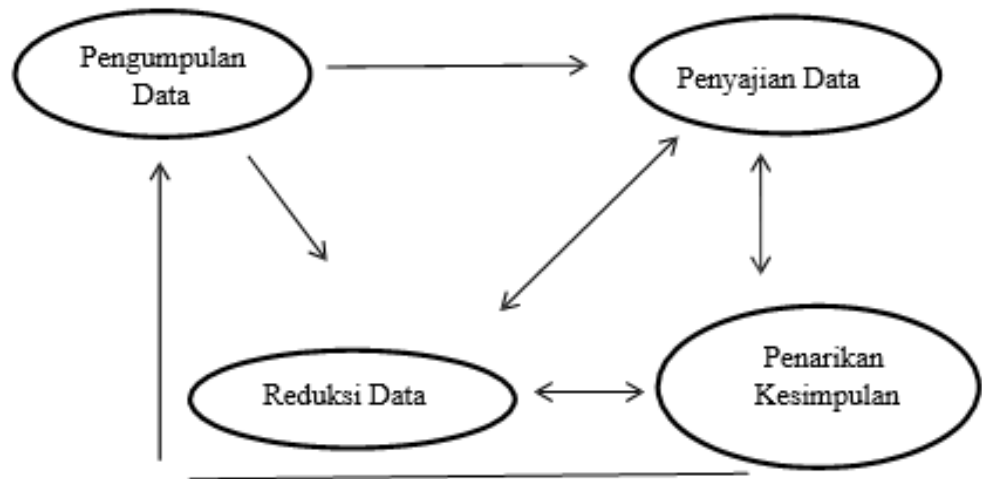 Pengumpulan
Data
Penyajian Data
Reduksi Data
Penarikan
Kesimpulan